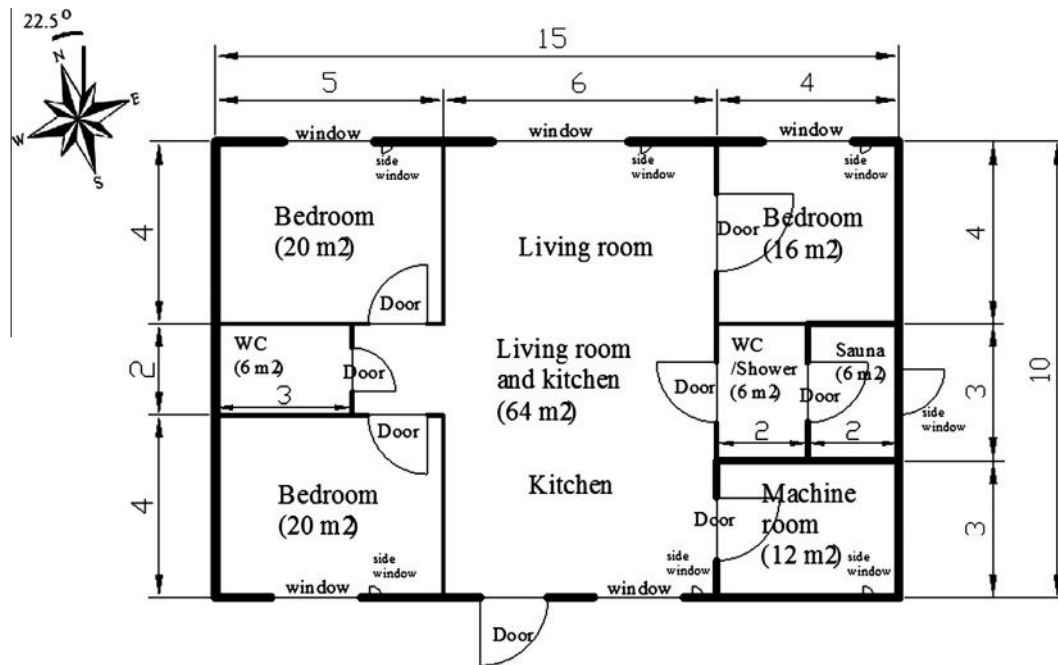 22.5°
N
E
W
S
15
5
6
4
window
window
window
side
window
side
window
side
window
4
Bedroom
(20 m2)
Door
Living room
Door
Bedroom
(16 m2)
4
10
2
WC
(6 m2)
3
Door
Living room
and kitchen
(64 m2)
Door
WC
/Shower
(6 m2)
2
Sauna
(6 m2)
Door
2
side
window
3
4
Door
Bedroom
(20 m2)
side
window
window
Kitchen
Door
window
side
window
Door
Machine
room
(12 m2)
side
window
3